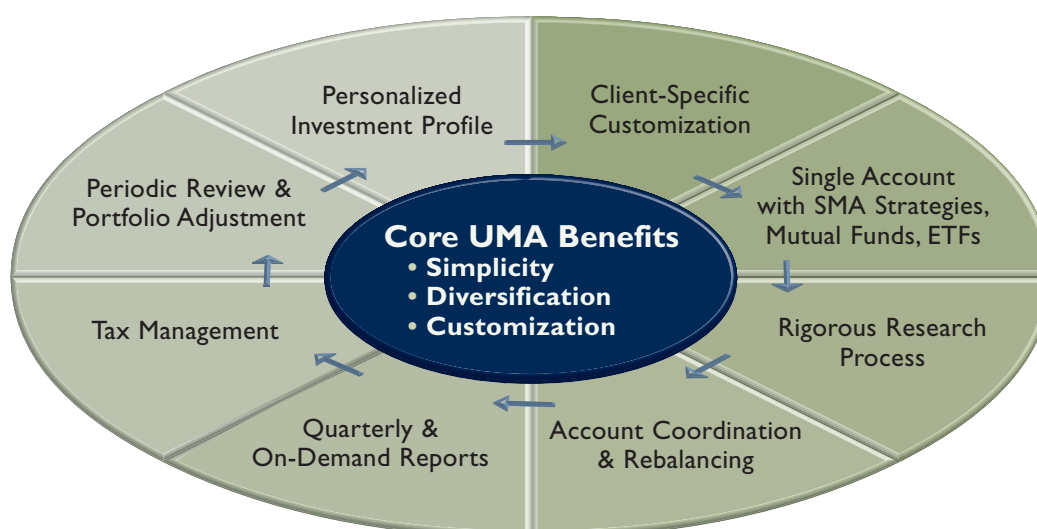 Personalized
Investment Profile
Client-Specific
Customization
Single Account
with SMA Strategies,
Mutual Funds, ETFs
Rigorous Research
Process
Account Coordination
& Rebalancing
Quarterly &
On-Demand Reports
Tax Management
Periodic Review &
Portfolio Adjustment
Core UMA Benefits
• Simplicity
• Diversification
• Customization